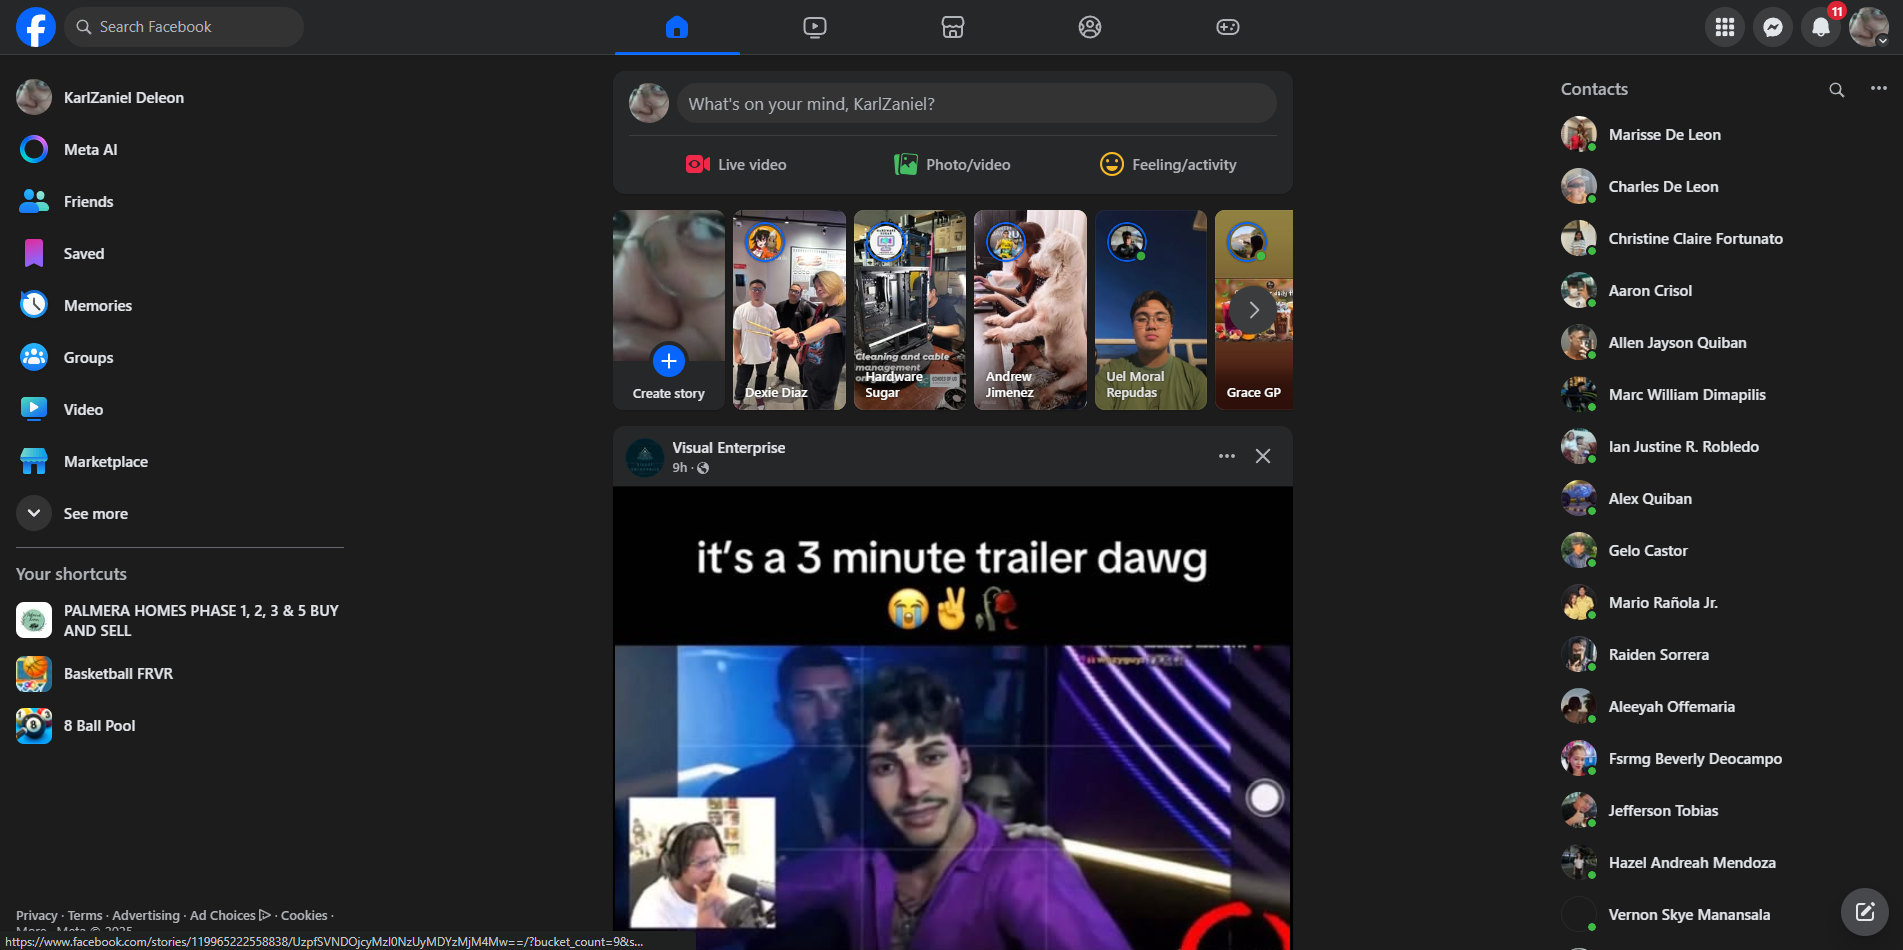 Search Facebook
11
KarlZaniel Deleon
Meta AI
Friends
Saved
Memories
Groups
Video
Marketplace
See more
Your shortcuts
PALMERA HOMES PHASE 1, 2, 3 & 5 BUY
AND SELL
Basketball FRVR
8 Ball Pool
Privacy · Terms · Advertising · Ad Choices · Cookies ·
More · Meta © 2025
https://www.facebook.com/stories/119965222558838/UzpfSVNDOjcyMzI0NzUyMDYzMjM4Mw==/?bucket_count=9&s...
What's on your mind, KarlZaniel?
Live video
Photo/video
Feeling/activity
Create story
Dexie Diaz
Cleaning and cable
management
Hardware
Sugar
Andrew
Jimenez
Uel Moral
Repudas
Grace GP
Visual Enterprise
9h ·
it's a 3 minute trailer dawg
😭✌️🥀
Contacts
Marisse De Leon
Charles De Leon
Christine Claire Fortunato
Aaron Crisol
Allen Jayson Quiban
Marc William Dimapilis
Ian Justine R. Robledo
Alex Quiban
Gelo Castor
Mario Rañola Jr.
Raiden Sorrera
Aleeyah Offemaria
Fsrmg Beverly Deocampo
Jefferson Tobias
Hazel Andreah Mendoza
Vernon Skye Manansala